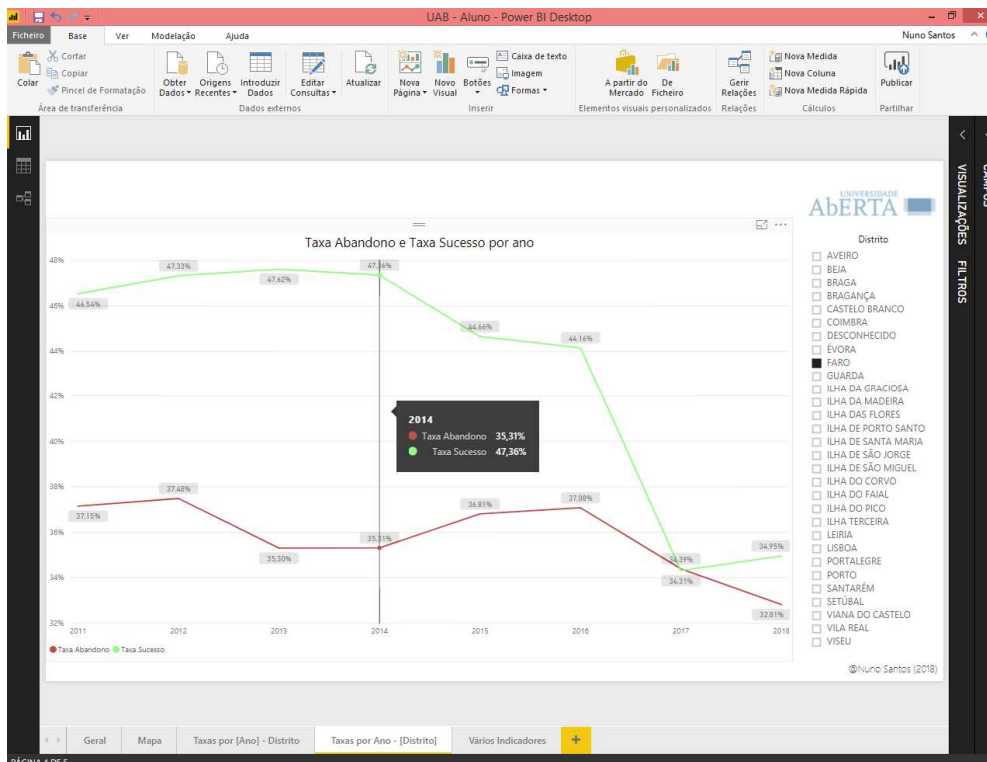 UAB - Aluno - Power BI Desktop
Ficheiro Base Ver Modelação Ajuda Nuno Santos
Colar
Cortar
Copiar
Pincel de Formatação
Área de transferência
Obter Dados
Origens Recentes
Introduzir Dados
Editar Consultas
Dados externos
Atualizar
Nova Página
Novo Visual
Botões
Caixa de texto
Imagem
Formas
Inserir
A partir do Mercado
De Ficheiro
Elementos visuais personalizados
Gerir Relações
Relações
Nova Medida
Nova Coluna
Nova Medida Rápida
Cálculos
Publicar
Partilhar
VISUALIZAÇÕES
FILTROS
CAMPOS
UNIVERSIDADE
AbERTA
Taxa Abandono e Taxa Sucesso por ano
48%
46%
44%
42%
40%
38%
36%
34%
32%
46,54%
47,33%
47,62%
47,36%
44,66%
44,16%
34,39%
34,95%
37,15%
37,48%
35,30%
35,31%
36,81%
37,08%
34,31%
32,81%
2014
Taxa Abandono 35,31%
Taxa Sucesso 47,36%
2011 2012 2013 2014 2015 2016 2017 2018
Taxa Abandono Taxa Sucesso
Distrito
AVEIRO
BEJA
BRAGA
BRAGANÇA
CASTELO BRANCO
COIMBRA
DESCONHECIDO
ÉVORA
FARO
GUARDA
ILHA DA GRACIOSA
ILHA DA MADEIRA
ILHA DAS FLORES
ILHA DE PORTO SANTO
ILHA DE SANTA MARIA
ILHA DE SÃO JORGE
ILHA DE SÃO MIGUEL
ILHA DO CORVO
ILHA DO FAIAL
ILHA DO PICO
ILHA TERCEIRA
LEIRIA
LISBOA
PORTALEGRE
PORTO
SANTARÉM
SETÚBAL
VIANA DO CASTELO
VILA REAL
VISEU
@Nuno Santos (2018)
Geral Mapa Taxas por [Ano] - Distrito Taxas por Ano - [Distrito] Vários Indicadores
PÁGINA 4 DE 5